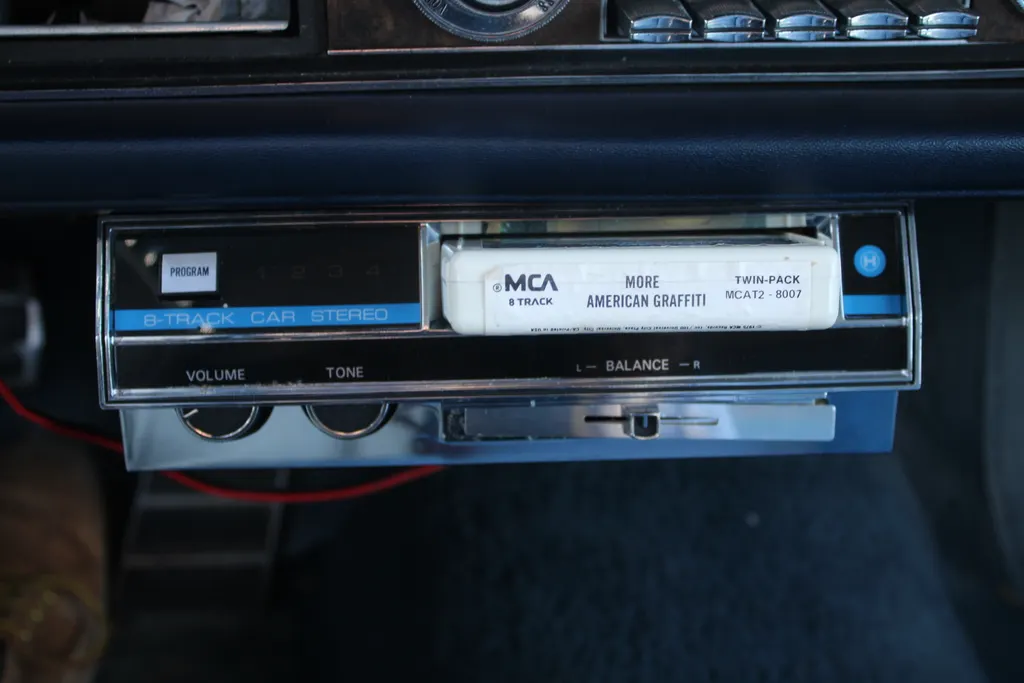 PROGRAM
1 2 3 4
8-TRACK CAR STEREO
MCA
8 TRACK
MORE
AMERICAN GRAFFITI
TWIN-PACK
MCAT2 - 8007
H
VOLUME
TONE
L — BALANCE — R